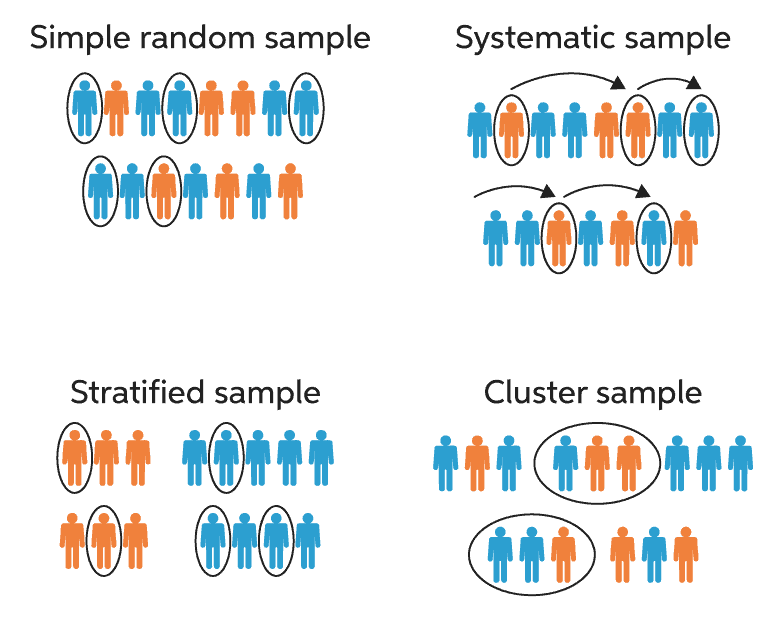 Simple random sample
Systematic sample
Stratified sample
Cluster sample